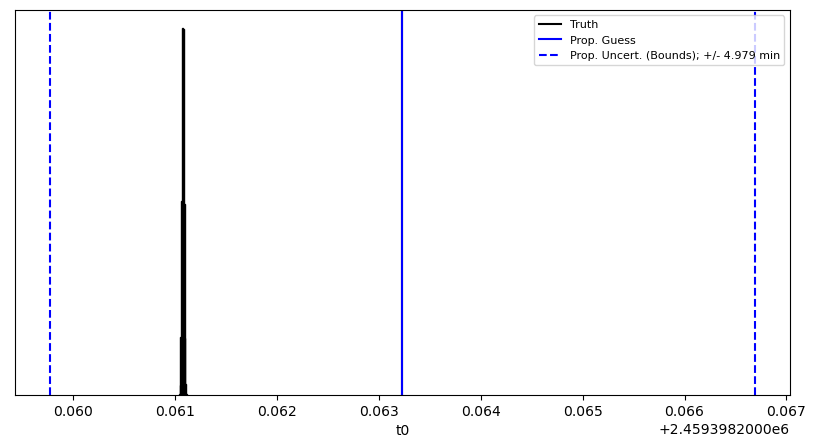 Truth
Prop. Guess
Prop. Uncert. (Bounds); +/- 4.979 min
0.060 0.061 0.062 0.063 0.064 0.065 0.066 0.067
t0 +2.4593982000e6